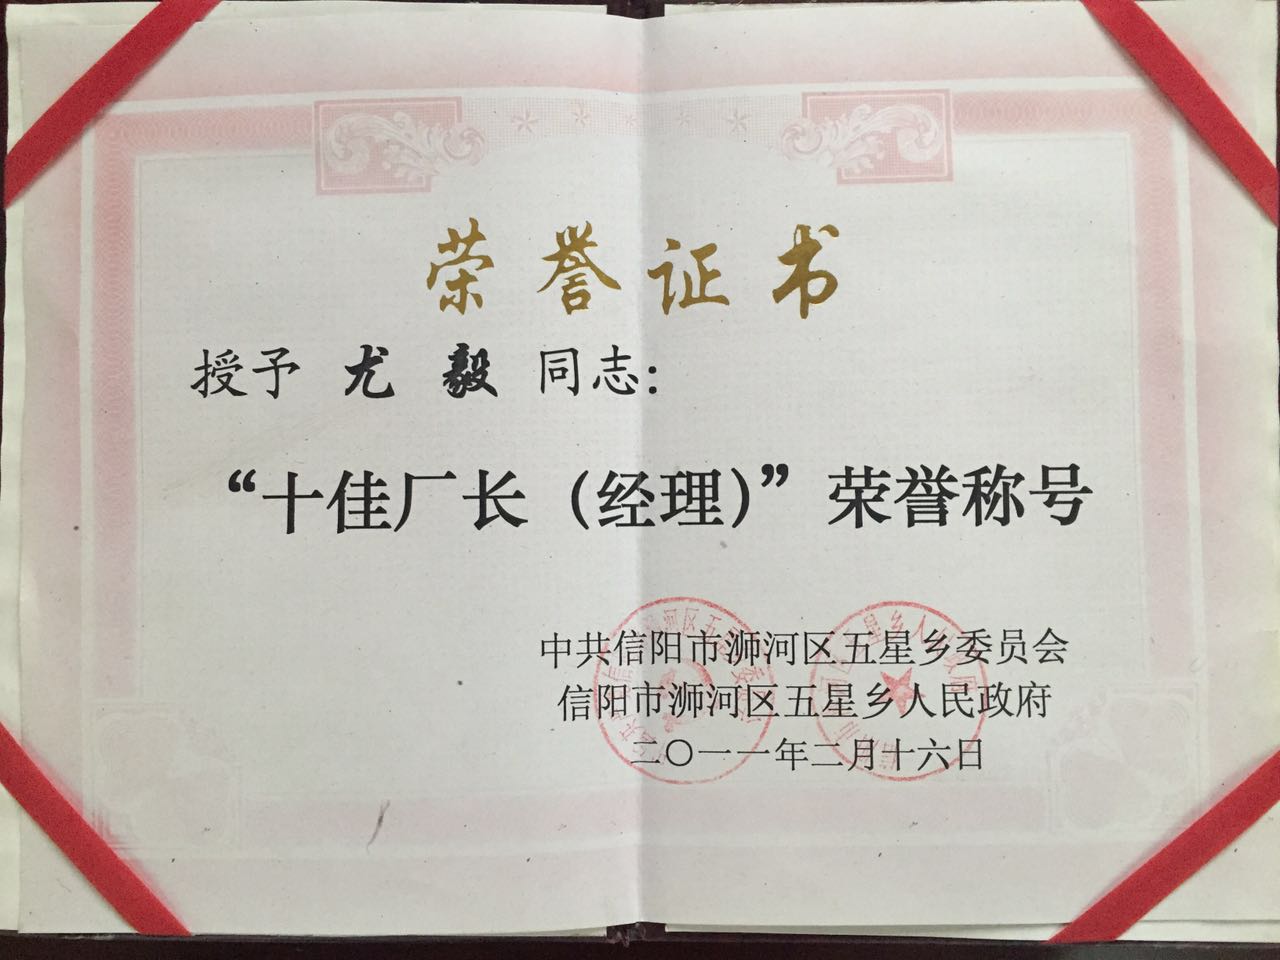 荣誉证书
授予 尤毅 同志：
“十佳厂长（经理）”荣誉称号
中共信阳市浉河区五星乡委员会
信阳市浉河区五星乡人民政府
二〇一一年二月十六日